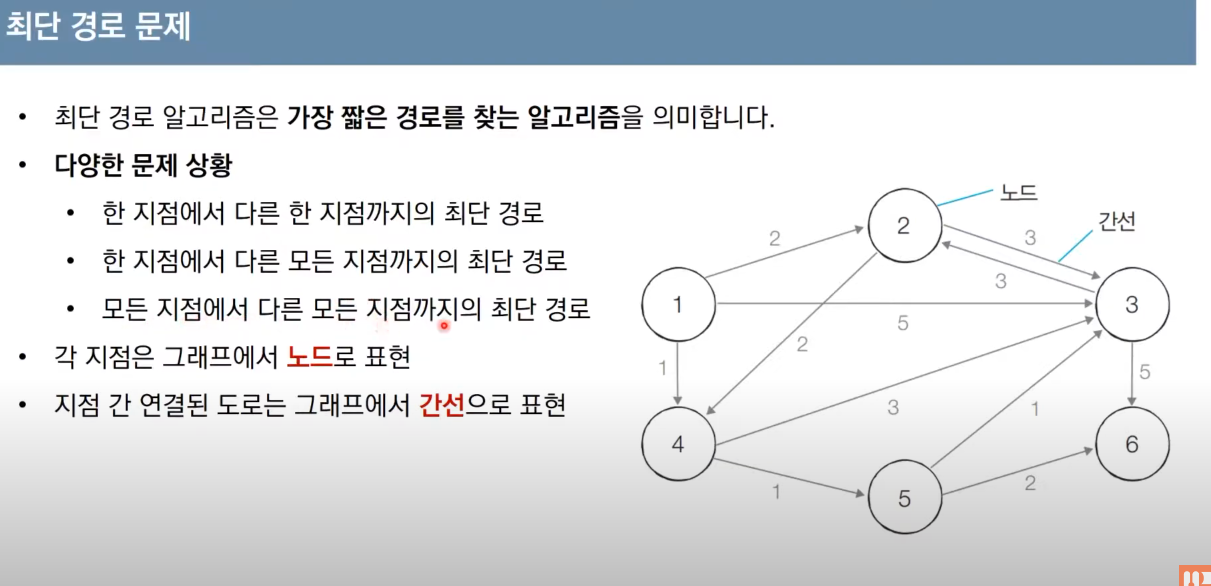 최단 경로 문제
• 최단 경로 알고리즘은 가장 짧은 경로를 찾는 알고리즘을 의미합니다.
• 다양한 문제 상황
• 한 지점에서 다른 한 지점까지의 최단 경로
• 한 지점에서 다른 모든 지점까지의 최단 경로
• 모든 지점에서 다른 모든 지점까지의 최단 경로
• 각 지점은 그래프에서 노드로 표현
• 지점 간 연결된 도로는 그래프에서 간선으로 표현
노드
간선
2
2
3
3
1
3
5
2
1
5
4
3
1
6
1
5
2